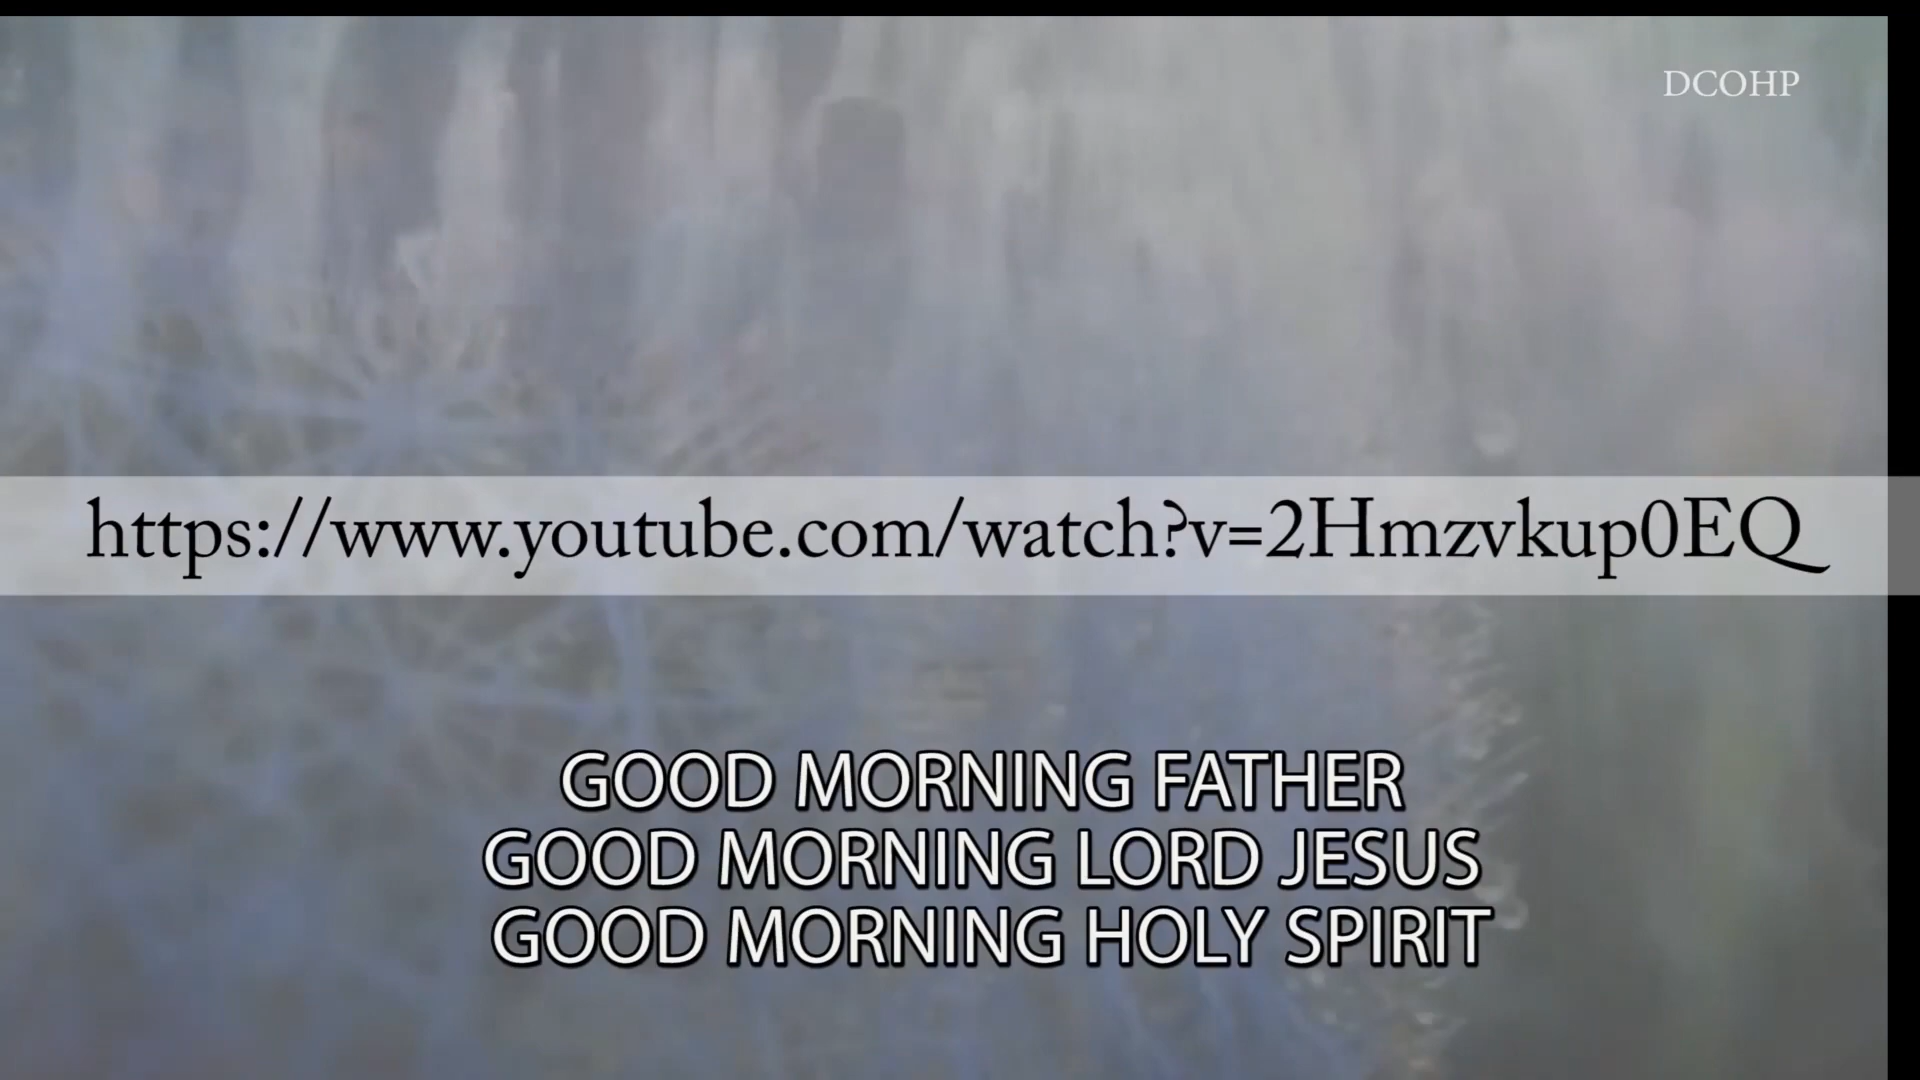 DCOHP
https://www.youtube.com/watch?v=2Hmzvkup0EQ
GOOD MORNING FATHER
GOOD MORNING LORD JESUS
GOOD MORNING HOLY SPIRIT